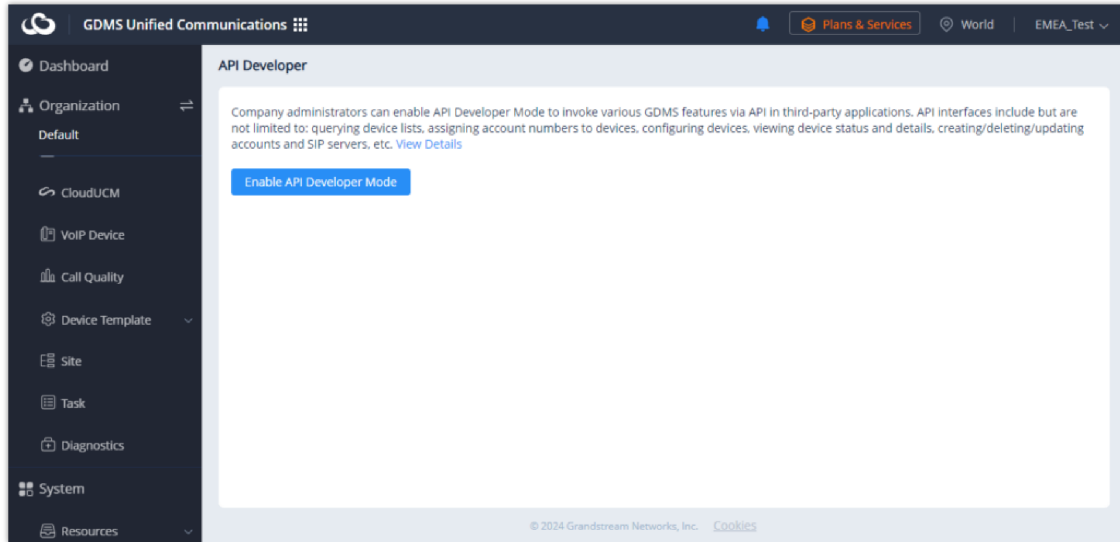 GDMS Unified Communications
Plans & Services
World
EMEA_Test
Dashboard
Organization
Default
CloudUCM
VoIP Device
Call Quality
Device Template
Site
Task
Diagnostics
System
Resources
API Developer
Company administrators can enable API Developer Mode to invoke various GDMS features via API in third-party applications. API interfaces include but are
not limited to: querying device lists, assigning account numbers to devices, configuring devices, viewing device status and details, creating/deleting/updating
accounts and SIP servers, etc. View Details
Enable API Developer Mode
© 2024 Grandstream Networks, Inc. Cookies